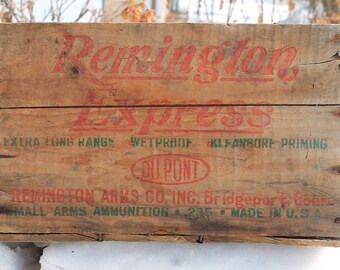 Remington,
Express
EXTRA LONG RANGE WETPROOF KLEANBORE PRIMING
DU PONT
REMINGTON ARMS CO. INC. Bridgeport, Conn.
SMALL ARMS AMMUNITION • • MADE IN U.S.A.